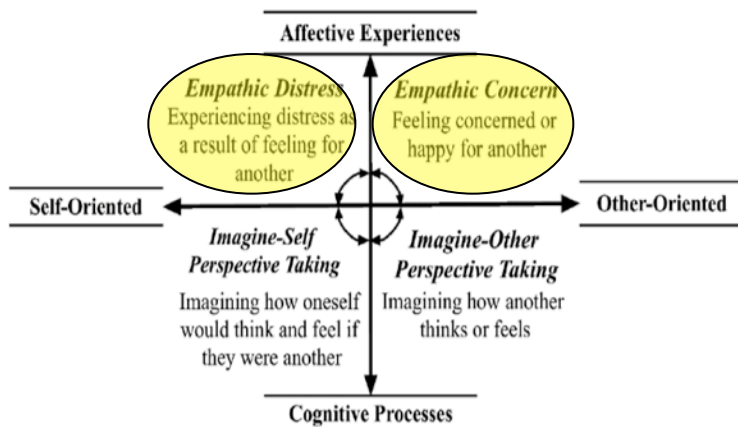 Affective Experiences
Empathic Distress
Experiencing distress as
a result of feeling for
another
Empathic Concern
Feeling concerned or
happy for another
Self-Oriented
Other-Oriented
Imagine-Self
Perspective Taking
Imagining how oneself
would think and feel if
they were another
Imagine-Other
Perspective Taking
Imagining how another
thinks or feels
Cognitive Processes